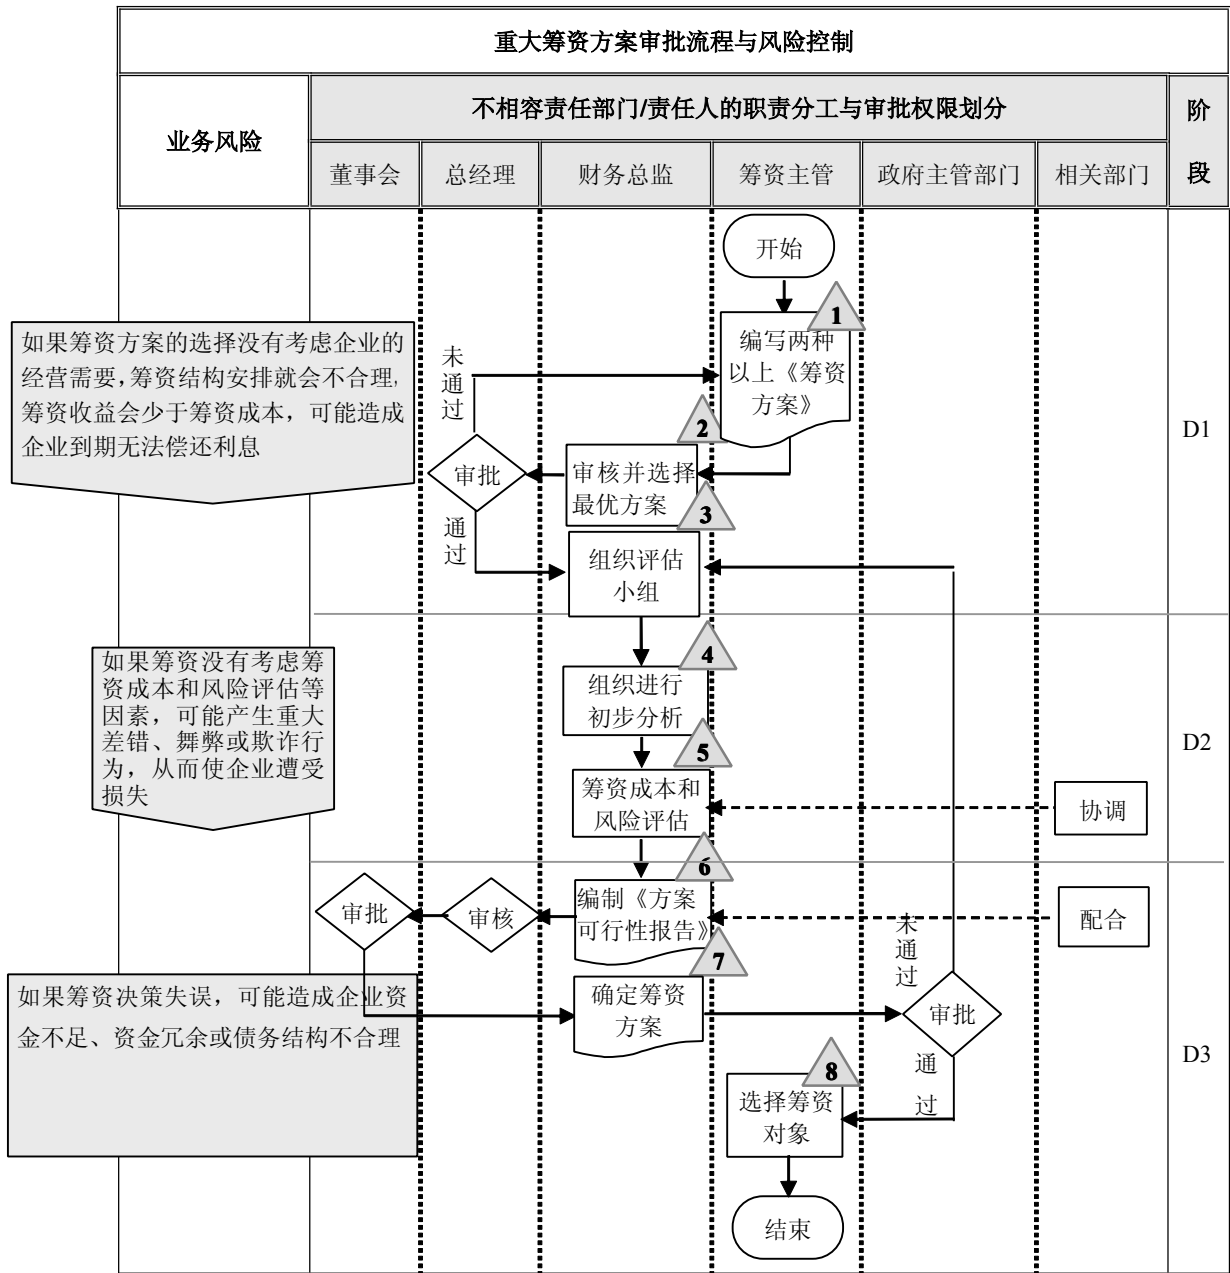 重大筹资方案审批流程与风险控制
业务风险
不相容责任部门/责任人的职责分工与审批权限划分
阶
段
董事会
总经理
财务总监
筹资主管
政府主管部门
相关部门
开始
1
编写两种
以上《筹资
方案》
如果筹资方案的选择没有考虑企业的
经营需要,筹资结构安排就会不合理,
筹资收益会少于筹资成本，可能造成
企业到期无法偿还利息
未
通
过
2
审批
审核并选择
最优方案
3
通
过
组织评估
小组
D1
4
组织进行
初步分析
5
如果筹资没有考虑筹
资成本和风险评估等
因素，可能产生重大
差错、舞弊或欺诈行
为，从而使企业遭受
损失
筹资成本和
风险评估
协调
D2
6
审批
审核
编制《方案
可行性报告》
配合
7
未
通
过
如果筹资决策失误，可能造成企业资
金不足、资金冗余或债务结构不合理
确定筹资
方案
审批
D3
8
通
过
选择筹资
对象
结束